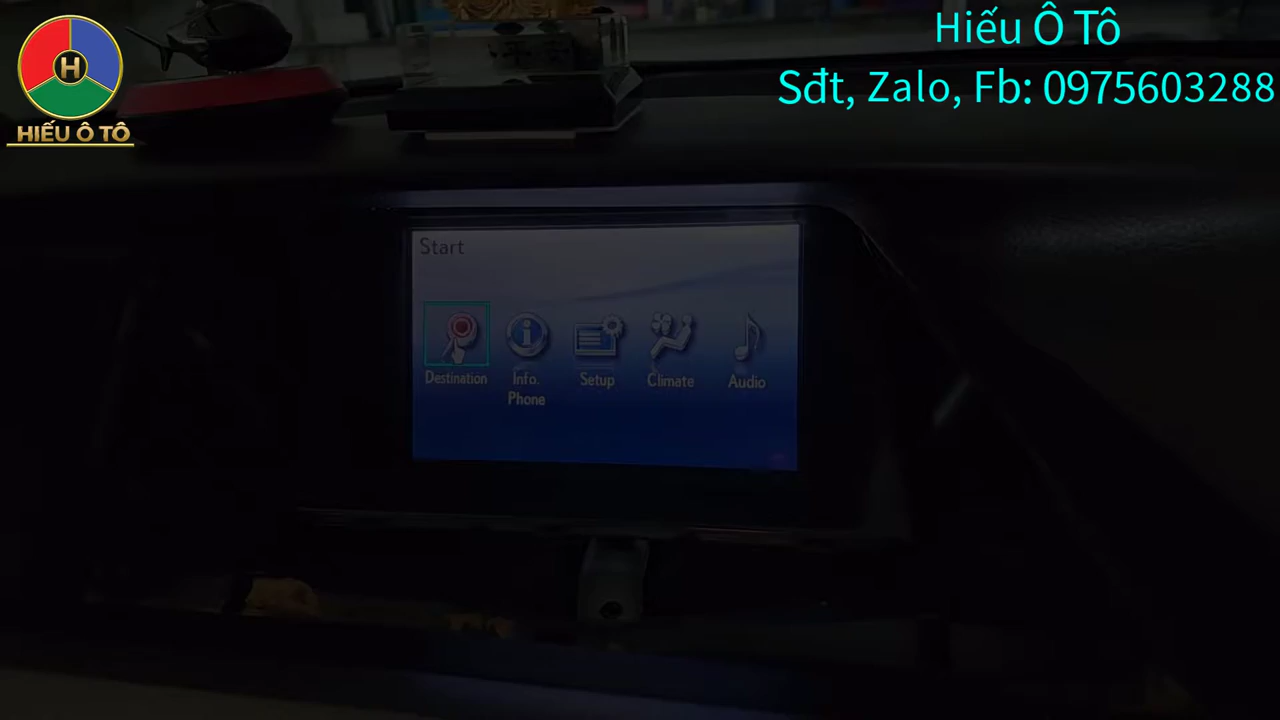 Hiếu Ô Tô
Sđt, Zalo, Fb: 0975603288
H
HIẾU Ô TÔ
Start
Destination
Info.
Phone
Setup
Climate
Audio